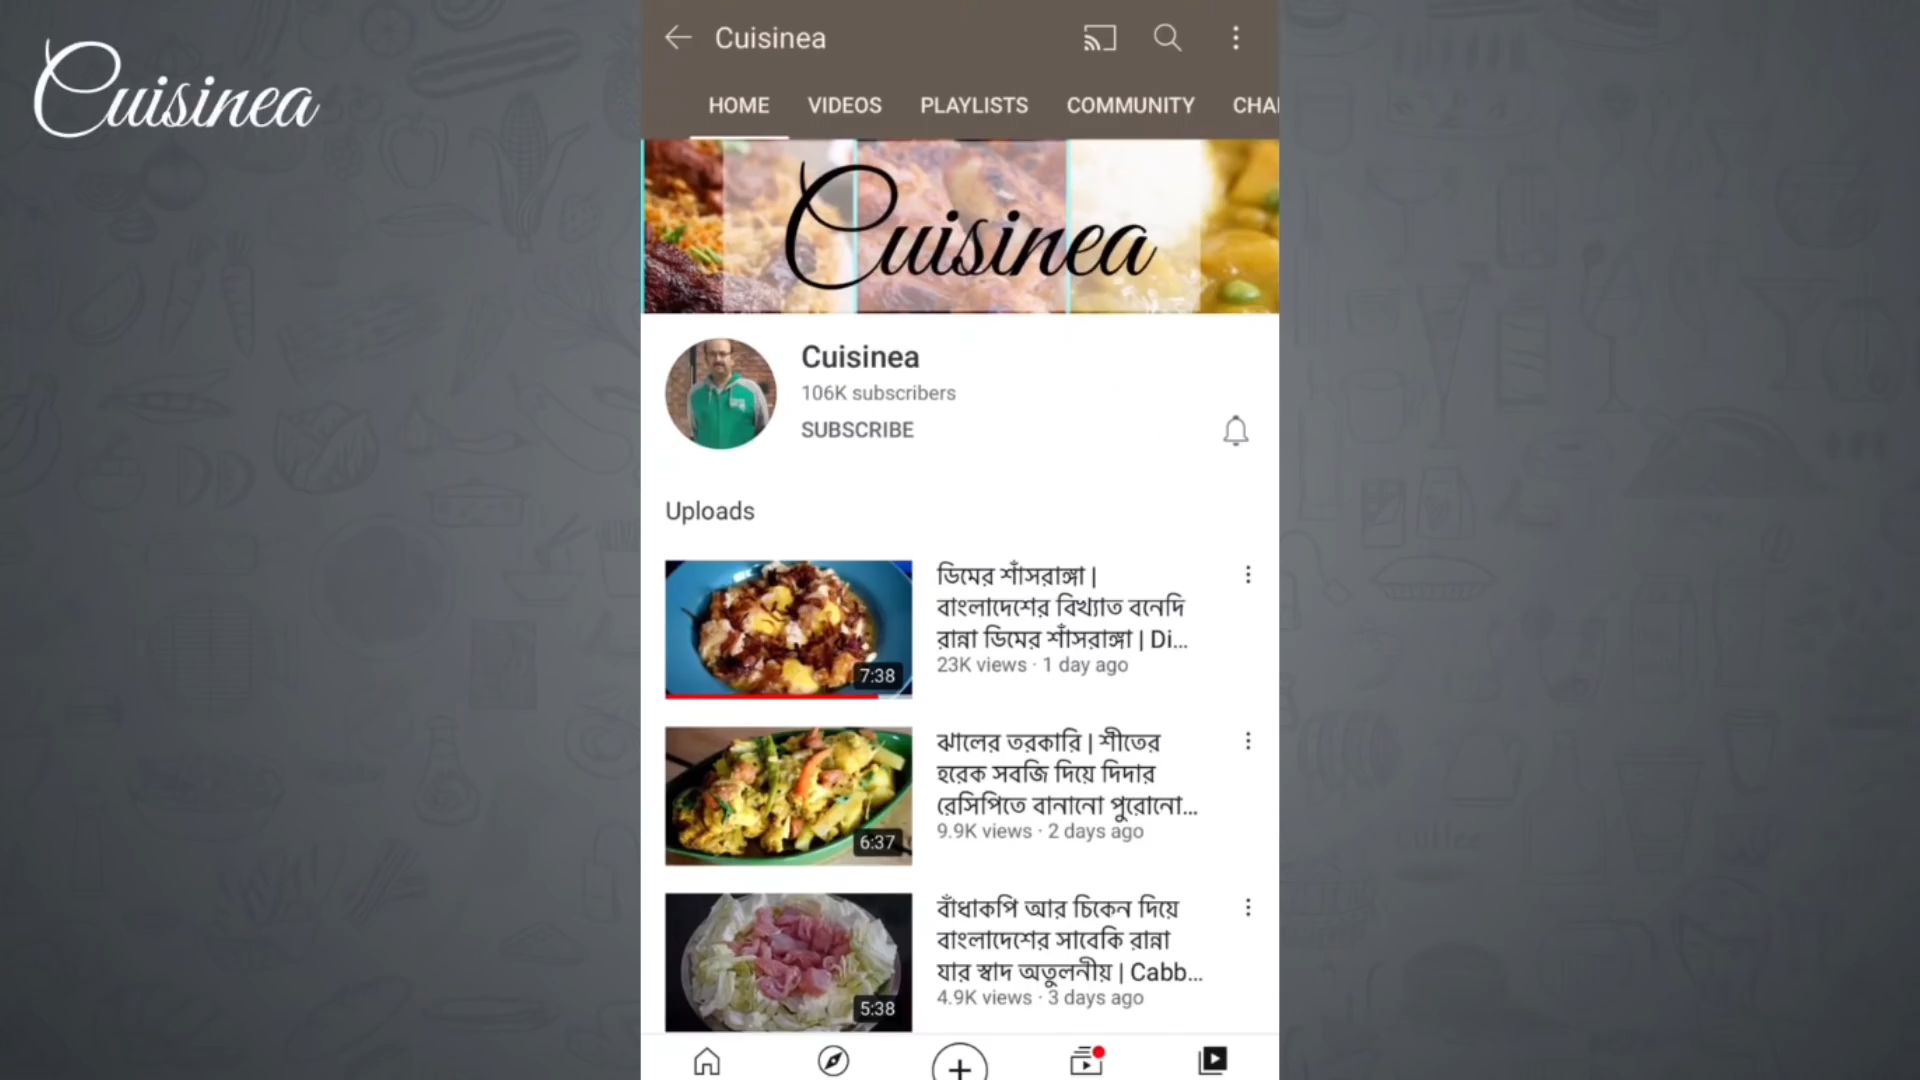 Cuisinea
Cuisinea
HOME VIDEOS PLAYLISTS COMMUNITY CHA
Cuisinea
Cuisinea
106K subscribers
SUBSCRIBE
Uploads
ডিমের শাঁসরাঙ্গা |
বাংলাদেশের বিখ্যাত বনেদি
রান্না ডিমের শাঁসরাঙ্গা | Di...
23K views · 1 day ago
7:38
ঝালের তরকারি | শীতের
হরেক সবজি দিয়ে দিদার
রেসিপিতে বানানো পুরোনো...
9.9K views · 2 days ago
6:37
বাঁধাকপি আর চিকেন দিয়ে
বাংলাদেশের সাবেকি রান্না
যার স্বাদ অতুলনীয় | Cabb...
4.9K views · 3 days ago
5:38